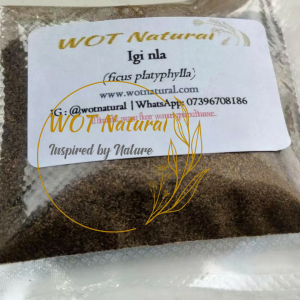 WOT Natural
Igi nla
(ficus platyphylla)
www.wotnatural.com
IG : @wotnatural | WhatsApp: 07396708186
WOT Natural
Inspired by Nature